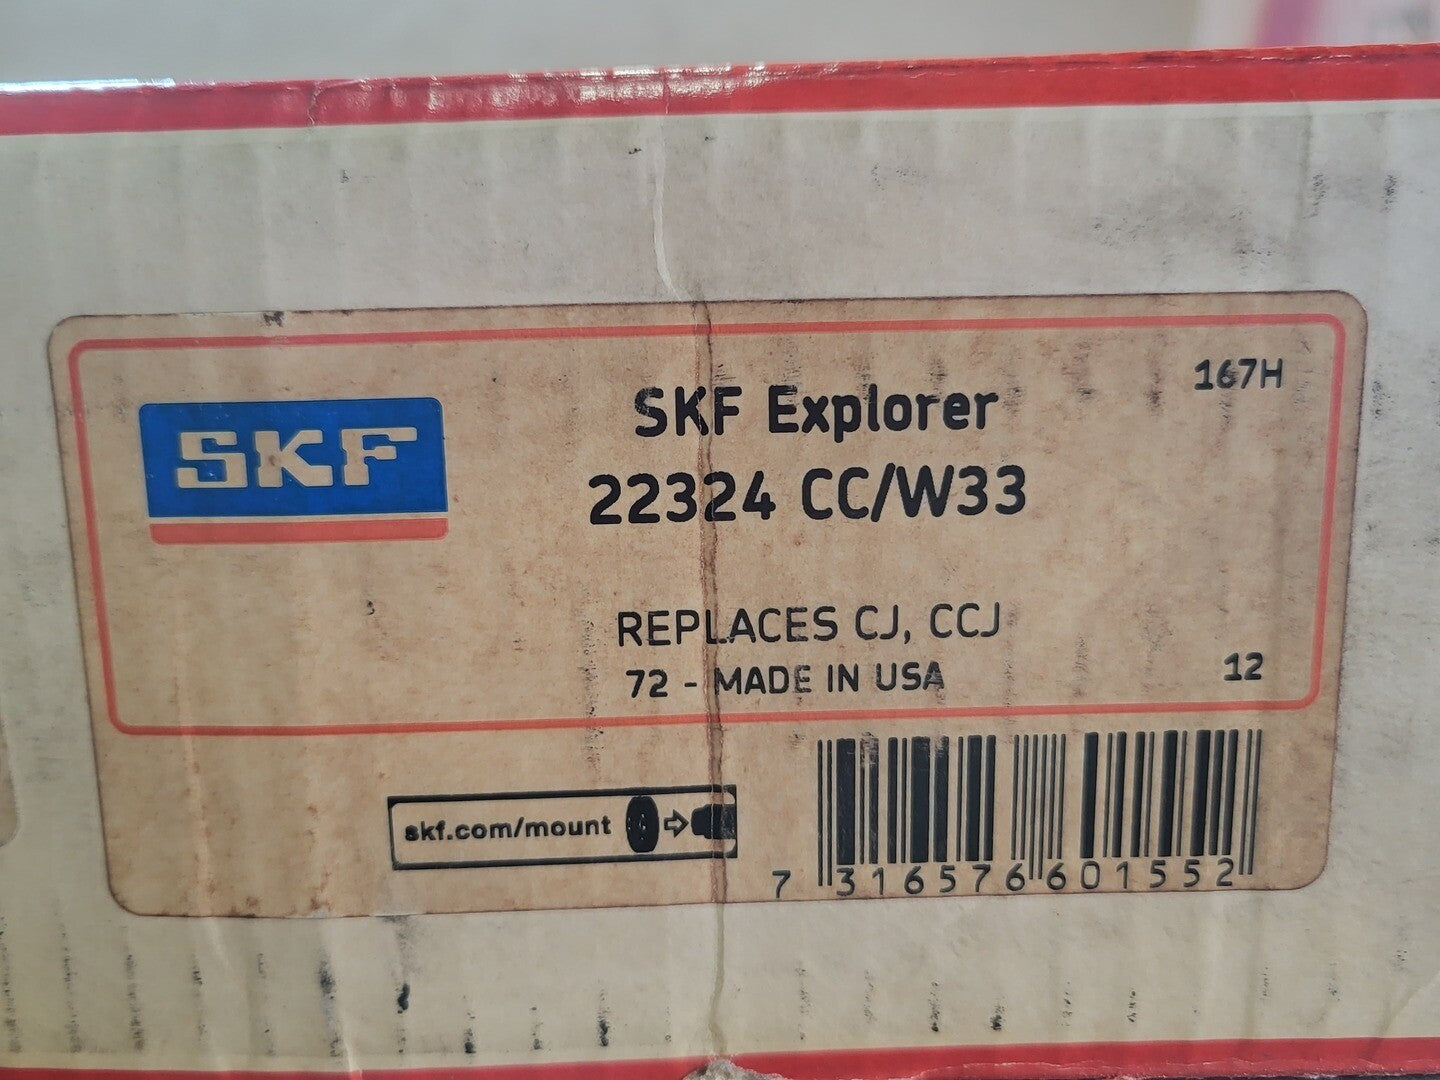 167H
SKF
SKF Explorer
22324 CC/W33
REPLACES CJ, CCJ
72 - MADE IN USA
12
skf.com/mount
7 316576 601552